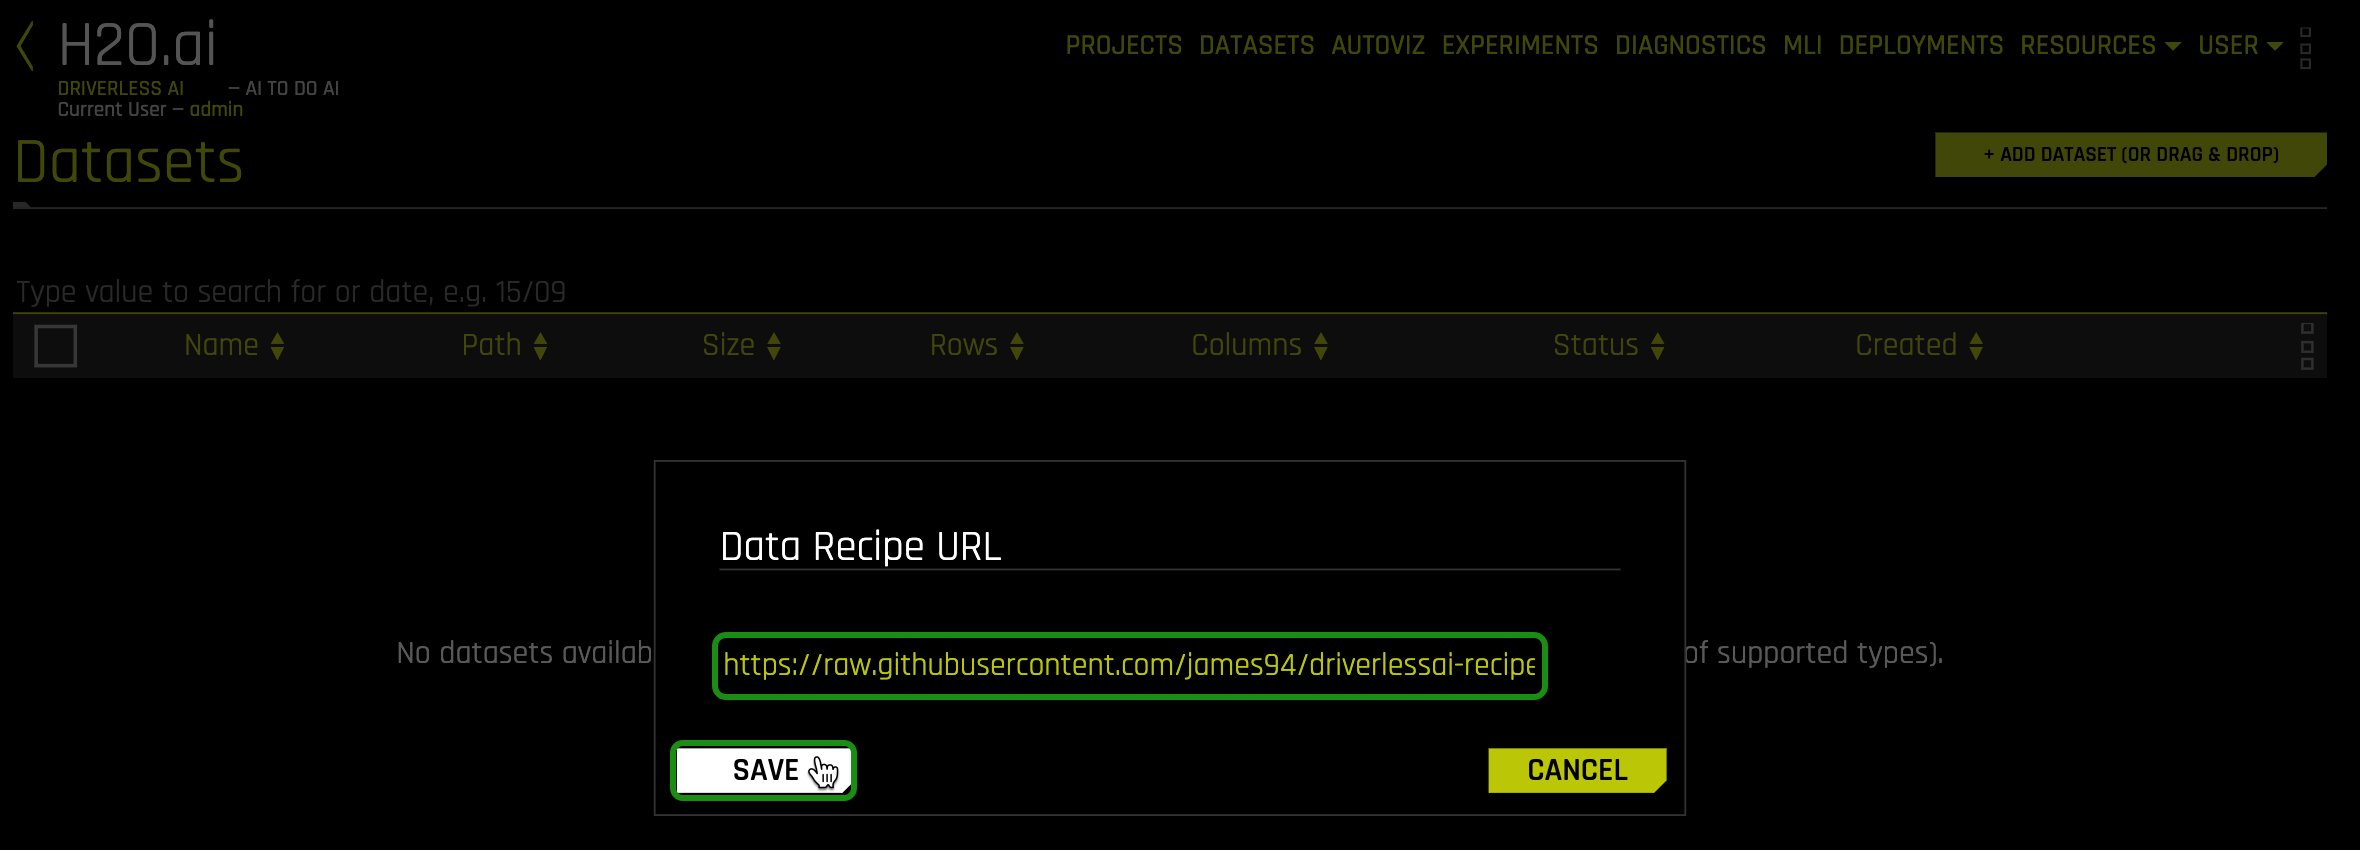 H2O.ai
DRIVERLESS AI — AI TO DO AI
Current User — admin
PROJECTS DATASETS AUTOVIZ EXPERIMENTS DIAGNOSTICS MLI DEPLOYMENTS RESOURCES USER
Datasets
+ ADD DATASET (OR DRAG & DROP)
Type value to search for or date, e.g. 15/09
Name Path Size Rows Columns Status Created
Data Recipe URL
No datasets availab of supported types).
https://raw.githubusercontent.com/james94/driverlessai-recipe
SAVE CANCEL